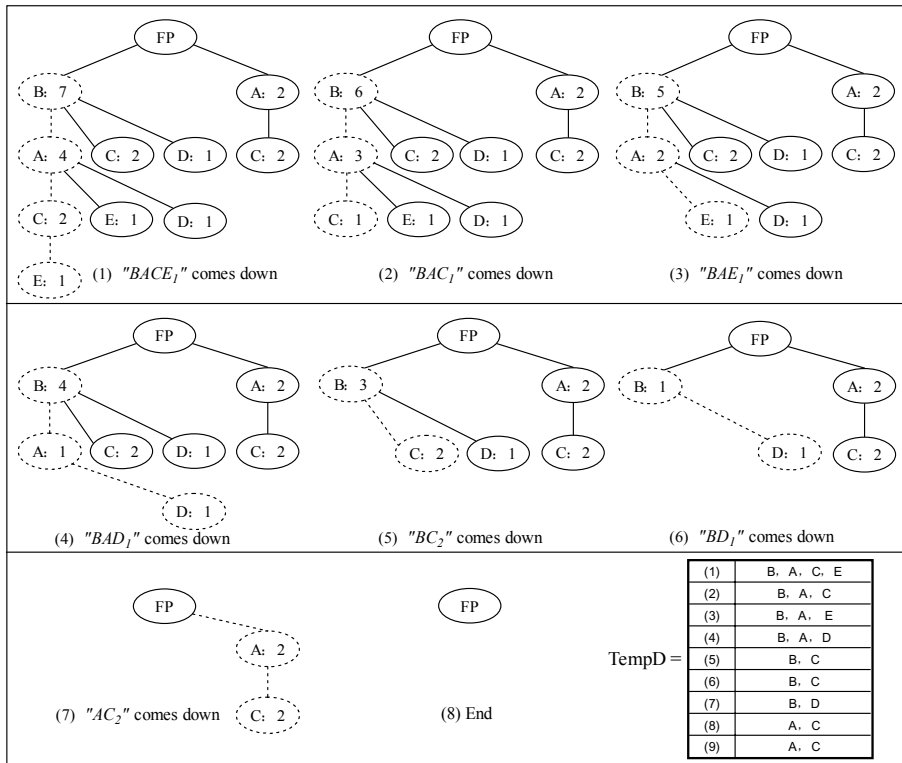 FP
B: 7
A: 2
A: 4
C: 2
D: 1
C: 2
C: 2
E: 1
D: 1
E: 1
(1) "BACE1" comes down
FP
B: 6
A: 2
A: 3
C: 2
D: 1
C: 2
C: 1
E: 1
D: 1
(2) "BAC1" comes down
FP
B: 5
A: 2
A: 2
C: 2
D: 1
C: 2
E: 1
D: 1
(3) "BAE1" comes down
FP
B: 4
A: 2
A: 1
C: 2
D: 1
C: 2
D: 1
(4) "BAD1" comes down
FP
B: 3
A: 2
C: 2
D: 1
C: 2
(5) "BC2" comes down
FP
B: 1
A: 2
D: 1
C: 2
(6) "BD1" comes down
FP
A: 2
C: 2
(7) "AC2" comes down
FP
(8) End
TempD =
(1) B, A, C, E
(2) B, A, C
(3) B, A, E
(4) B, A, D
(5) B, C
(6) B, C
(7) B, D
(8) A, C
(9) A, C